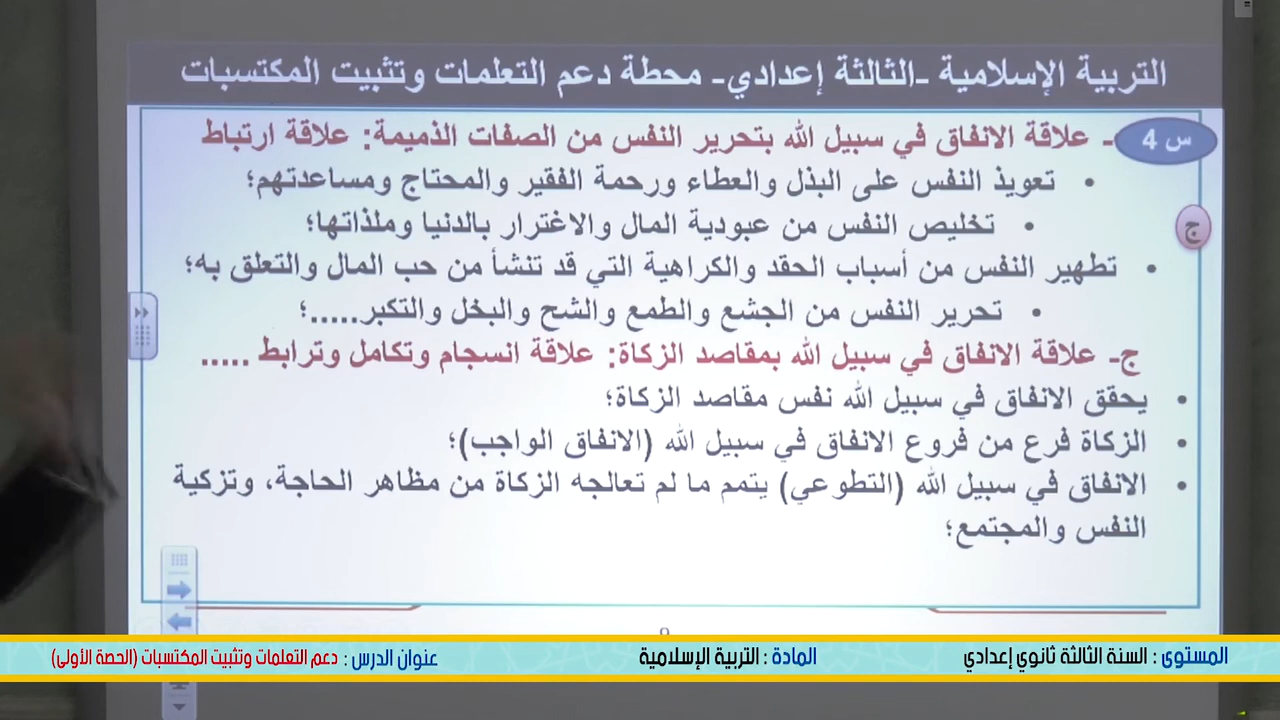 التربية الإسلامية -الثالثة إعدادي- محطة دعم التعلمات وتثبيت المكتسبات
س 4
- علاقة الانفاق في سبيل الله بتحرير النفس من الصفات الذميمة: علاقة ارتباط
• تعويذ النفس على البذل والعطاء ورحمة الفقير والمحتاج ومساعدتهم؛
ج
• تخليص النفس من عبودية المال والاغترار بالدنيا وملذاتها؛
• تطهير النفس من أسباب الحقد والكراهية التي قد تنشأ من حب المال والتعلق به؛
• تحرير النفس من الجشع والطمع والشح والبخل والتكبر.....؛
ج- علاقة الانفاق في سبيل الله بمقاصد الزكاة: علاقة انسجام وتكامل وترابط .....
• يحقق الانفاق في سبيل الله نفس مقاصد الزكاة؛
• الزكاة فرع من فروع الانفاق في سبيل الله (الانفاق الواجب)؛
• الانفاق في سبيل الله (التطوعي) يتمم ما لم تعالجه الزكاة من مظاهر الحاجة، وتزكية
النفس والمجتمع؛
المستوى : السنة الثالثة ثانوي إعدادي
المادة : التربية الإسلامية
عنوان الدرس : دعم التعلمات وتثبيت المكتسبات (الحصة الأولى)